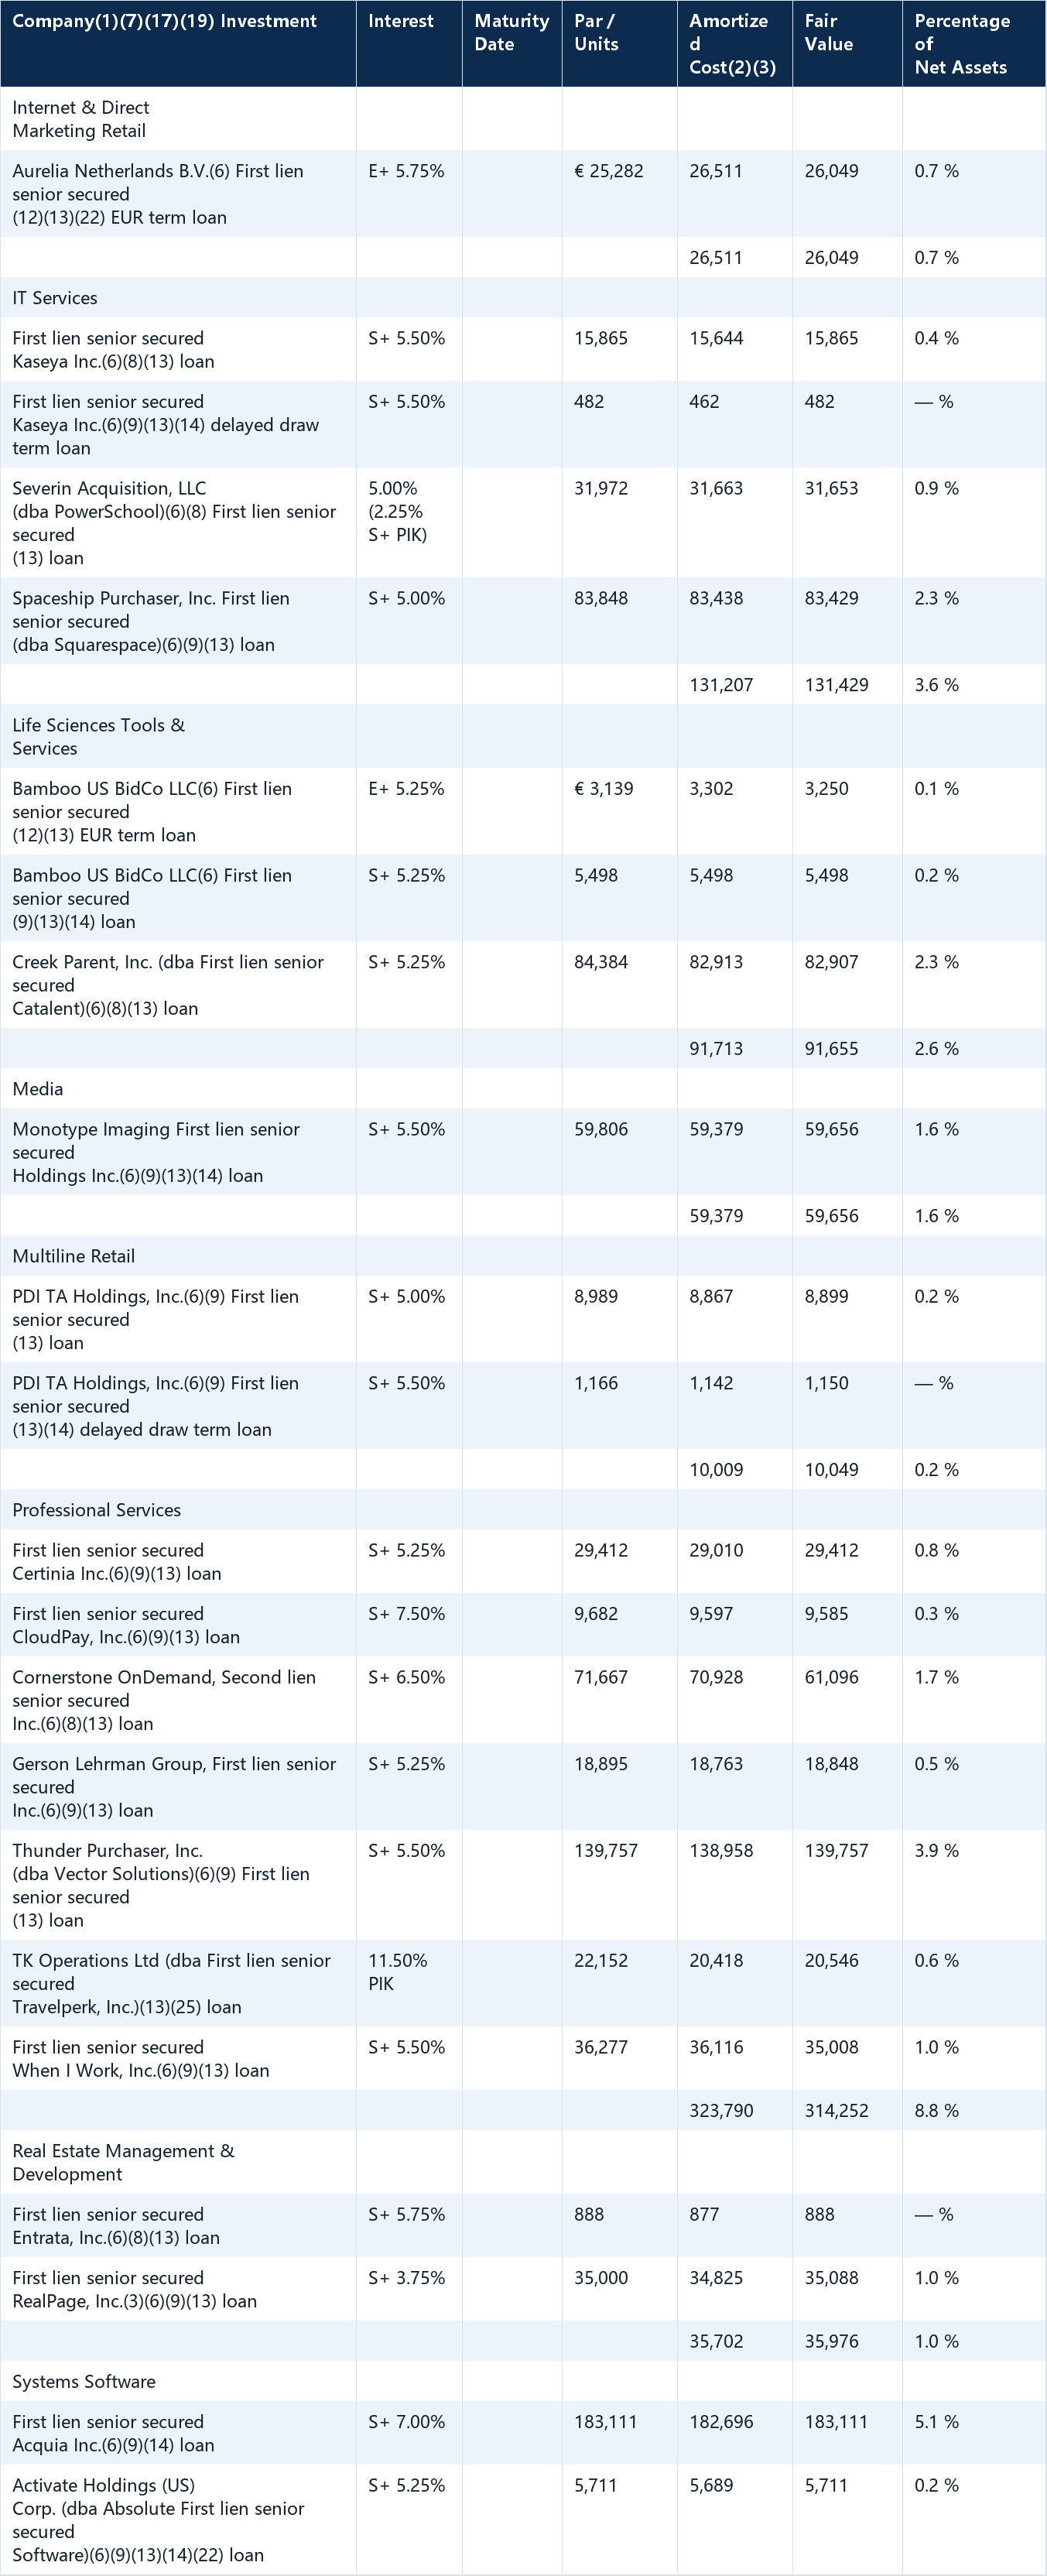 Company(1)(7)(17)(19) Investment Interest Maturity Date Par / Units Amortized Cost(2)(3) Fair Value Percentage of Net Assets
Internet & Direct
Marketing Retail
Aurelia Netherlands B.V.(6) First lien senior secured
(12)(13)(22) EUR term loan E+ 5.75% € 25,282 26,511 26,049 0.7 %
26,511 26,049 0.7 %
IT Services
First lien senior secured
Kaseya Inc.(6)(8)(13) loan S+ 5.50% 15,865 15,644 15,865 0.4 %
First lien senior secured
Kaseya Inc.(6)(9)(13)(14) delayed draw term loan S+ 5.50% 482 462 482 — %
Severin Acquisition, LLC
(dba PowerSchool)(6)(8) First lien senior secured
(13) loan 5.00% (2.25% S+ PIK) 31,972 31,663 31,653 0.9 %
Spaceship Purchaser, Inc. First lien senior secured
(dba Squarespace)(6)(9)(13) loan S+ 5.00% 83,848 83,438 83,429 2.3 %
131,207 131,429 3.6 %
Life Sciences Tools &
Services
Bamboo US BidCo LLC(6) First lien senior secured
(12)(13) EUR term loan E+ 5.25% € 3,139 3,302 3,250 0.1 %
Bamboo US BidCo LLC(6) First lien senior secured
(9)(13)(14) loan S+ 5.25% 5,498 5,498 5,498 0.2 %
Creek Parent, Inc. (dba First lien senior secured
Catalent)(6)(8)(13) loan S+ 5.25% 84,384 82,913 82,907 2.3 %
91,713 91,655 2.6 %
Media
Monotype Imaging First lien senior secured
Holdings Inc.(6)(9)(13)(14) loan S+ 5.50% 59,806 59,379 59,656 1.6 %
59,379 59,656 1.6 %
Multiline Retail
PDI TA Holdings, Inc.(6)(9) First lien senior secured
(13) loan S+ 5.00% 8,989 8,867 8,899 0.2 %
PDI TA Holdings, Inc.(6)(9) First lien senior secured
(13)(14) delayed draw term loan S+ 5.50% 1,166 1,142 1,150 — %
10,009 10,049 0.2 %
Professional Services
First lien senior secured
Certinia Inc.(6)(9)(13) loan S+ 5.25% 29,412 29,010 29,412 0.8 %
First lien senior secured
CloudPay, Inc.(6)(9)(13) loan S+ 7.50% 9,682 9,597 9,585 0.3 %
Cornerstone OnDemand, Second lien senior secured
Inc.(6)(8)(13) loan S+ 6.50% 71,667 70,928 61,096 1.7 %
Gerson Lehrman Group, First lien senior secured
Inc.(6)(9)(13) loan S+ 5.25% 18,895 18,763 18,848 0.5 %
Thunder Purchaser, Inc.
(dba Vector Solutions)(6)(9) First lien senior secured
(13) loan S+ 5.50% 139,757 138,958 139,757 3.9 %
TK Operations Ltd (dba First lien senior secured
Travelperk, Inc.)(13)(25) loan 11.50% PIK 22,152 20,418 20,546 0.6 %
First lien senior secured
When I Work, Inc.(6)(9)(13) loan S+ 5.50% 36,277 36,116 35,008 1.0 %
323,790 314,252 8.8 %
Real Estate Management &
Development
First lien senior secured
Entrata, Inc.(6)(8)(13) loan S+ 5.75% 888 877 888 — %
First lien senior secured
RealPage, Inc.(3)(6)(9)(13) loan S+ 3.75% 35,000 34,825 35,088 1.0 %
35,702 35,976 1.0 %
Systems Software
First lien senior secured
Acquia Inc.(6)(9)(14) loan S+ 7.00% 183,111 182,696 183,111 5.1 %
Activate Holdings (US)
Corp. (dba Absolute First lien senior secured
Software)(6)(9)(13)(14)(22) loan S+ 5.25% 5,711 5,689 5,711 0.2 %